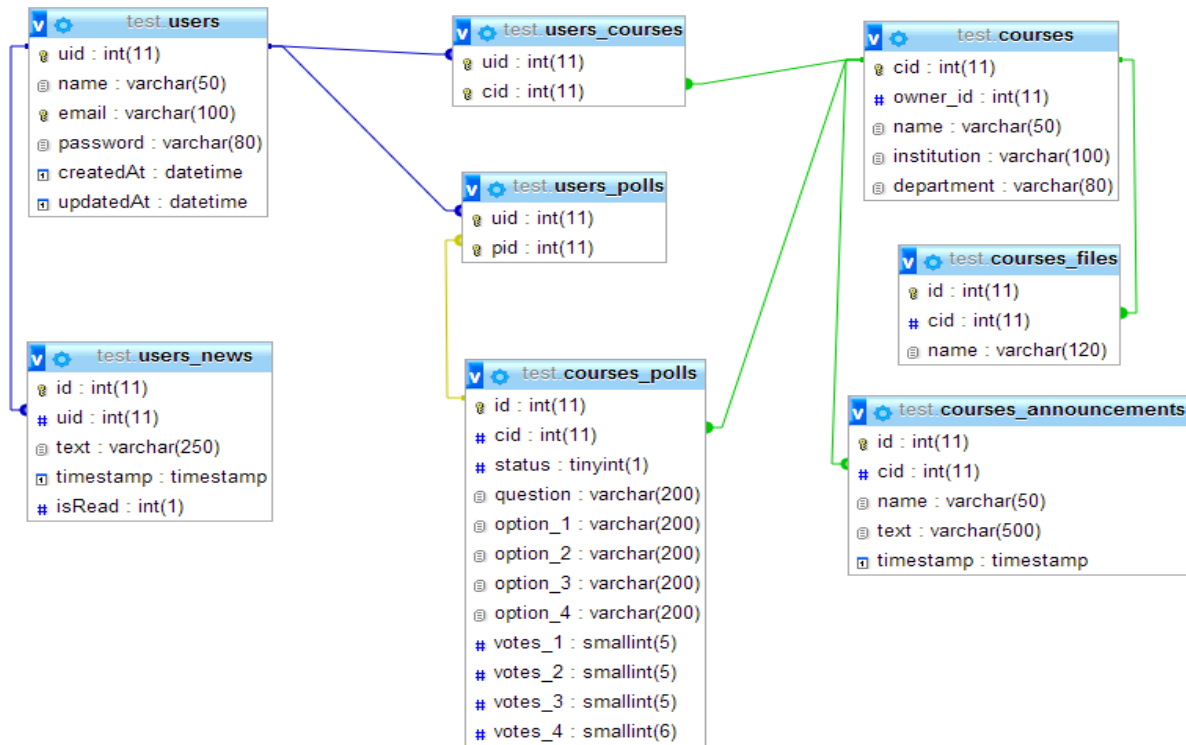 test.users
uid : int(11)
name : varchar(50)
email : varchar(100)
password : varchar(80)
createdAt : datetime
updatedAt : datetime
test.users_courses
uid : int(11)
cid : int(11)
test.courses
cid : int(11)
owner_id : int(11)
name : varchar(50)
institution : varchar(100)
department : varchar(80)
test.users_polls
uid : int(11)
pid : int(11)
test.courses_files
id : int(11)
cid : int(11)
name : varchar(120)
test.users_news
id : int(11)
uid : int(11)
text : varchar(250)
timestamp : timestamp
isRead : int(1)
test.courses_polls
id : int(11)
cid : int(11)
status : tinyint(1)
question : varchar(200)
option_1 : varchar(200)
option_2 : varchar(200)
option_3 : varchar(200)
option_4 : varchar(200)
votes_1 : smallint(5)
votes_2 : smallint(5)
votes_3 : smallint(5)
votes_4 : smallint(6)
test.courses_announcements
id : int(11)
cid : int(11)
name : varchar(50)
text : varchar(500)
timestamp : timestamp